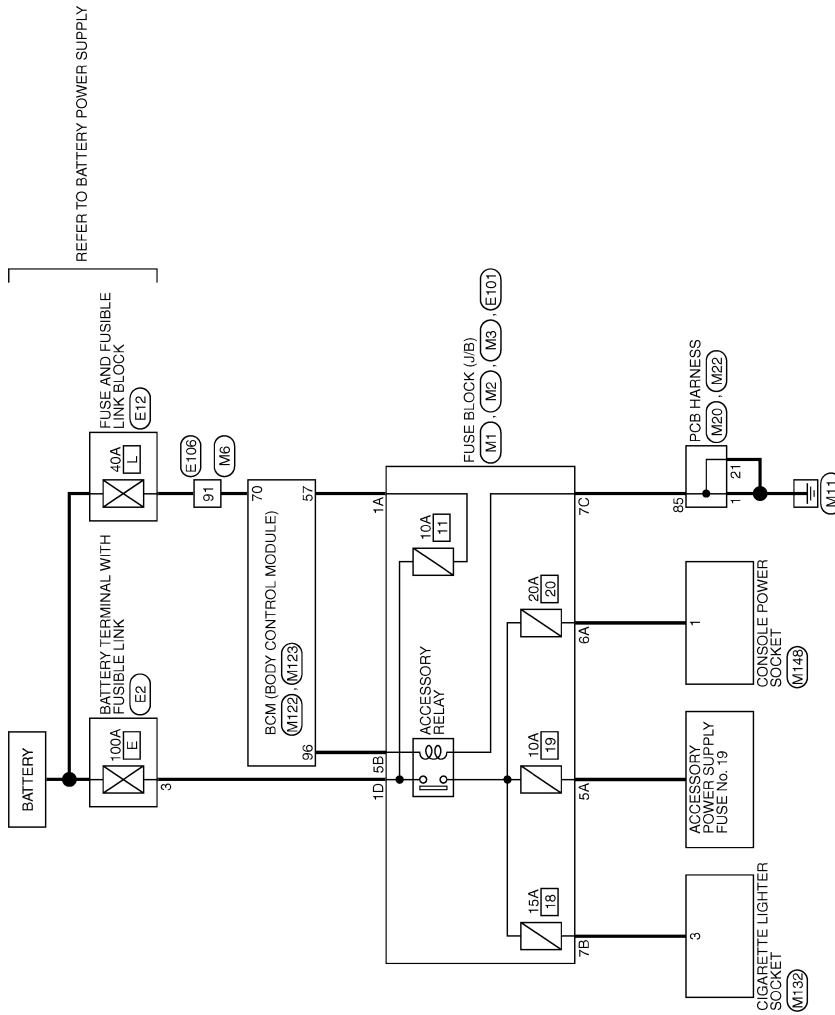 REFER TO BATTERY POWER SUPPLY
BATTERY
BATTERY TERMINAL WITH
FUSIBLE LINK
E2
100A
E
3
FUSE AND FUSIBLE
LINK BLOCK
E12
40A
L
E106
91
M6
BCM (BODY CONTROL MODULE)
M122 , M123
70
57
96
FUSE BLOCK (J/B)
M1 , M2 , M3 , E101
1D
5B
1A
10A
11
ACCESSORY
RELAY
15A
18
10A
19
20A
20
7B
5A
6A
7C
CIGARETTE LIGHTER
SOCKET
M132
3
ACCESSORY
POWER SUPPLY
FUSE No. 19
CONSOLE POWER
SOCKET
M148
1
PCB HARNESS
M20 , M22
85
1
21
M11